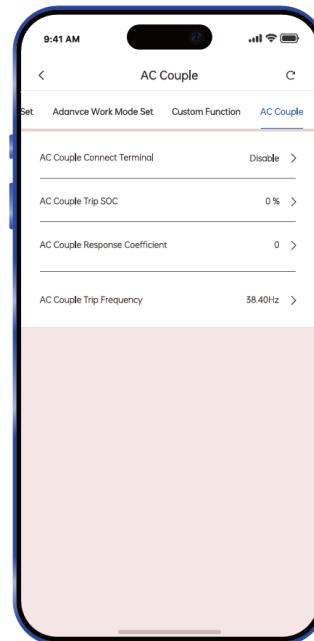 9:41 AM
AC Couple
Set Adanvce Work Mode Set Custom Function AC Couple
AC Couple Connect Terminal Disable
AC Couple Trip SOC 0 %
AC Couple Response Coefficient 0
AC Couple Trip Frequency 38.40Hz